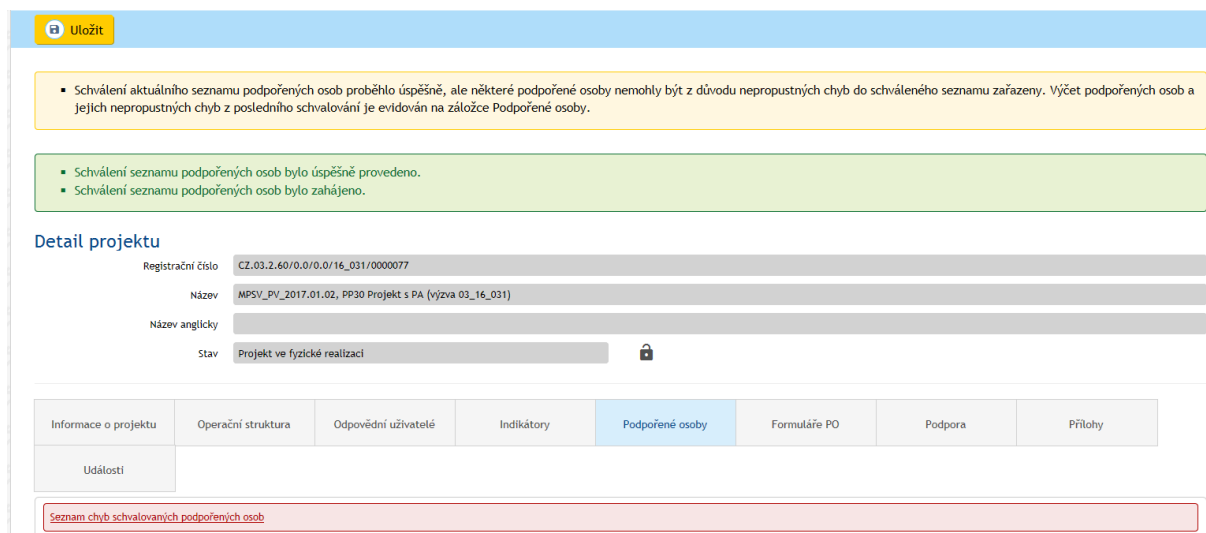 Uložit
Schválení aktuálního seznamu podpořených osob proběhlo úspěšně, ale některé podpořené osoby nemohly být z důvodu nepropustných chyb do schváleného seznamu zařazeny. Výčet podpořených osob a
jejich nepropustných chyb z posledního schvalování je evidován na záložce Podpořené osoby.
Schválení seznamu podpořených osob bylo úspěšně provedeno.
Schválení seznamu podpořených osob bylo zahájeno.
Detail projektu
Registrační číslo CZ.03.2.60/0.0/0.0/16_031/0000077
Název MPSV_PV_2017.01.02, PP30 Projekt s PA (výzva 03_16_031)
Název anglicky
Stav Projekt ve fyzické realizaci
Informace o projektu Operační struktura Odpovědní uživatelé Indikátory Podpořené osoby Formuláře PO Podpora Přílohy
Události
Seznam chyb schvalovaných podpořených osob